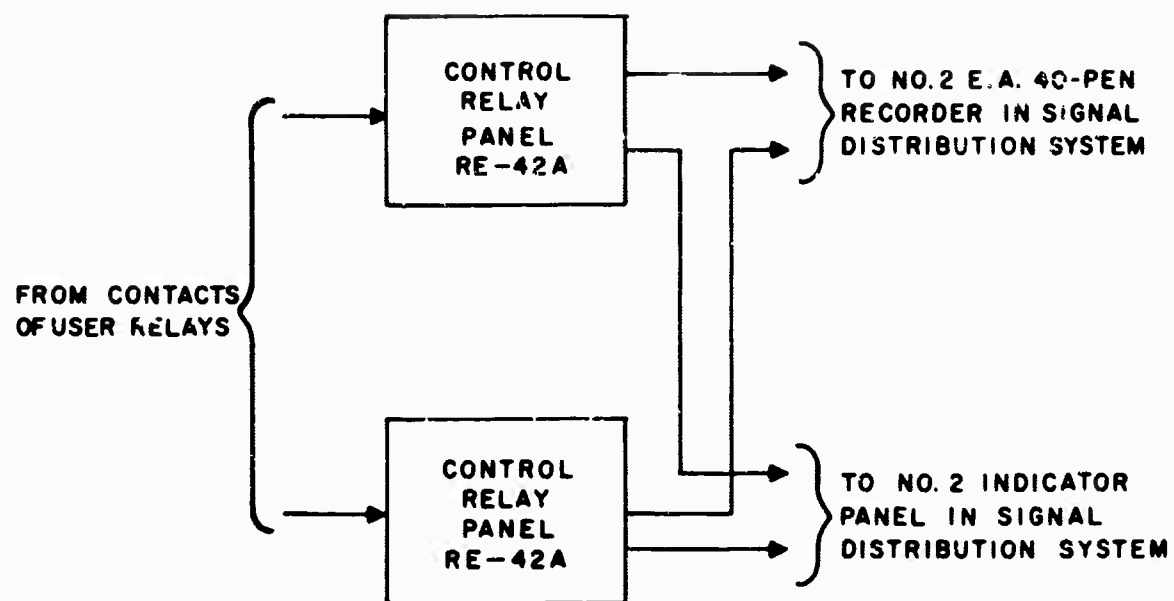 CONTROL
RELAY
PANEL
RE-42A
TO NO. 2 E.A. 40-PEN
RECORDER IN SIGNAL
DISTRIBUTION SYSTEM
FROM CONTACTS
OF USER RELAYS
CONTROL
RELAY
PANEL
RE-42A
TO NO. 2 INDICATOR
PANEL IN SIGNAL
DISTRIBUTION SYSTEM